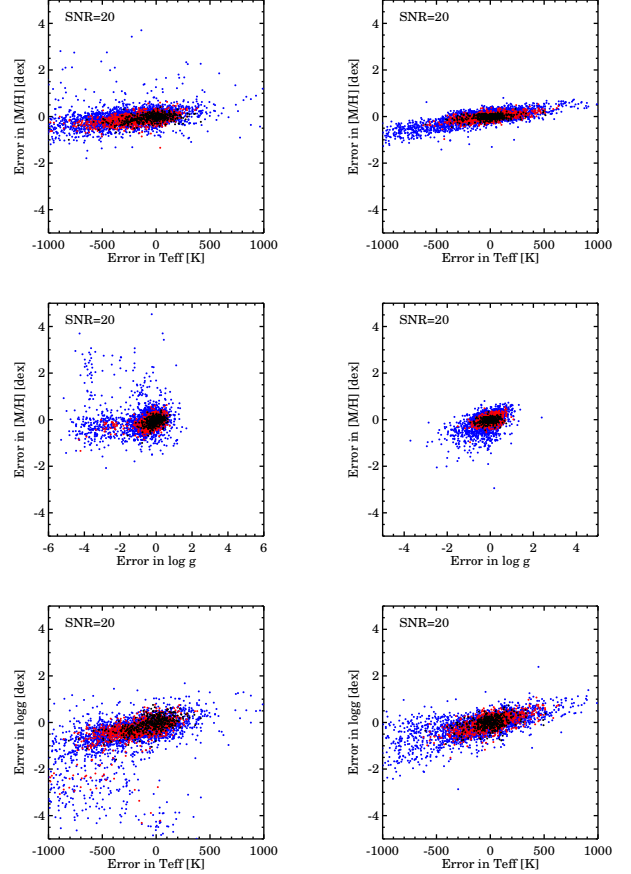 SNR=20
4
2
0
-2
-4
Error in [M/H] [dex]
-1000 -500 0 500 1000
Error in Teff [K]
SNR=20
4
2
0
-2
-4
Error in [M/H] [dex]
-1000 -500 0 500 1000
Error in Teff [K]
SNR=20
4
2
0
-2
-4
Error in [M/H] [dex]
-6 -4 -2 0 2 4 6
Error in log g
SNR=20
4
2
0
-2
-4
Error in [M/H] [dex]
-4 -2 0 2 4
Error in log g
SNR=20
4
2
0
-2
-4
Error in logg [dex]
-1000 -500 0 500 1000
Error in Teff [K]
SNR=20
4
2
0
-2
-4
Error in logg [dex]
-1000 -500 0 500 1000
Error in Teff [K]